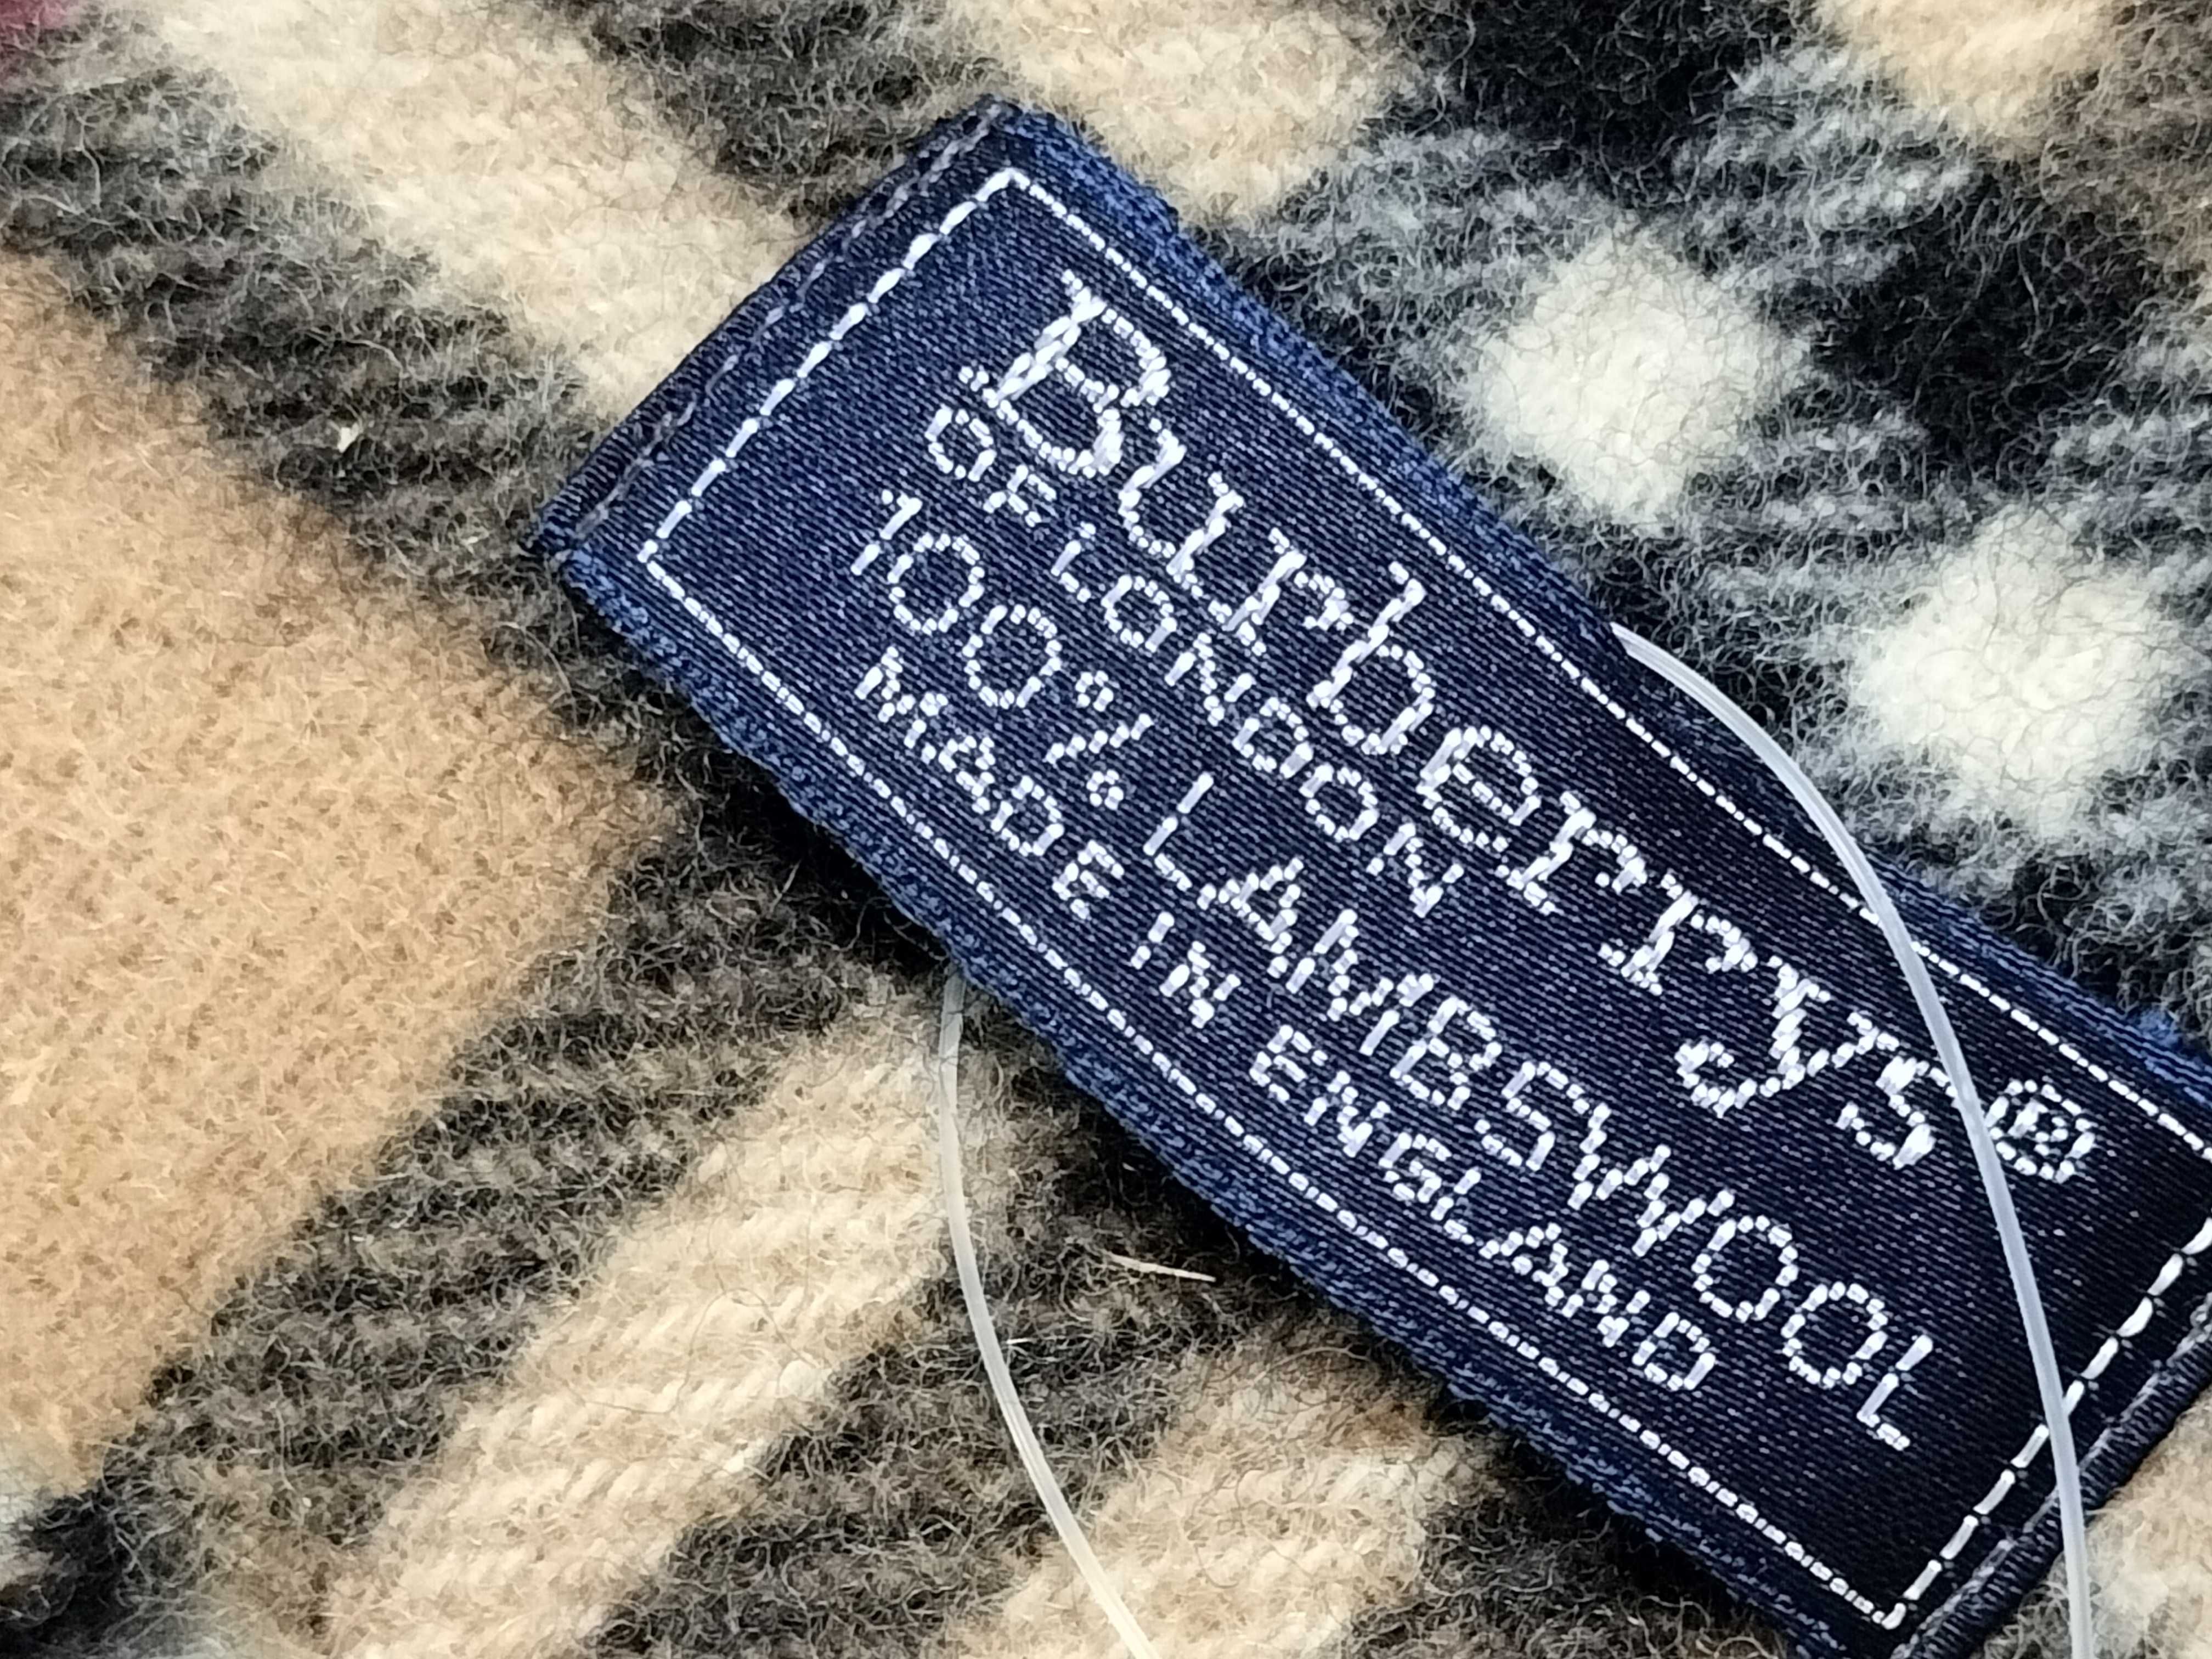 Burberrys®
OF LONDON
100% LAMBSWOOL
MADE IN ENGLAND